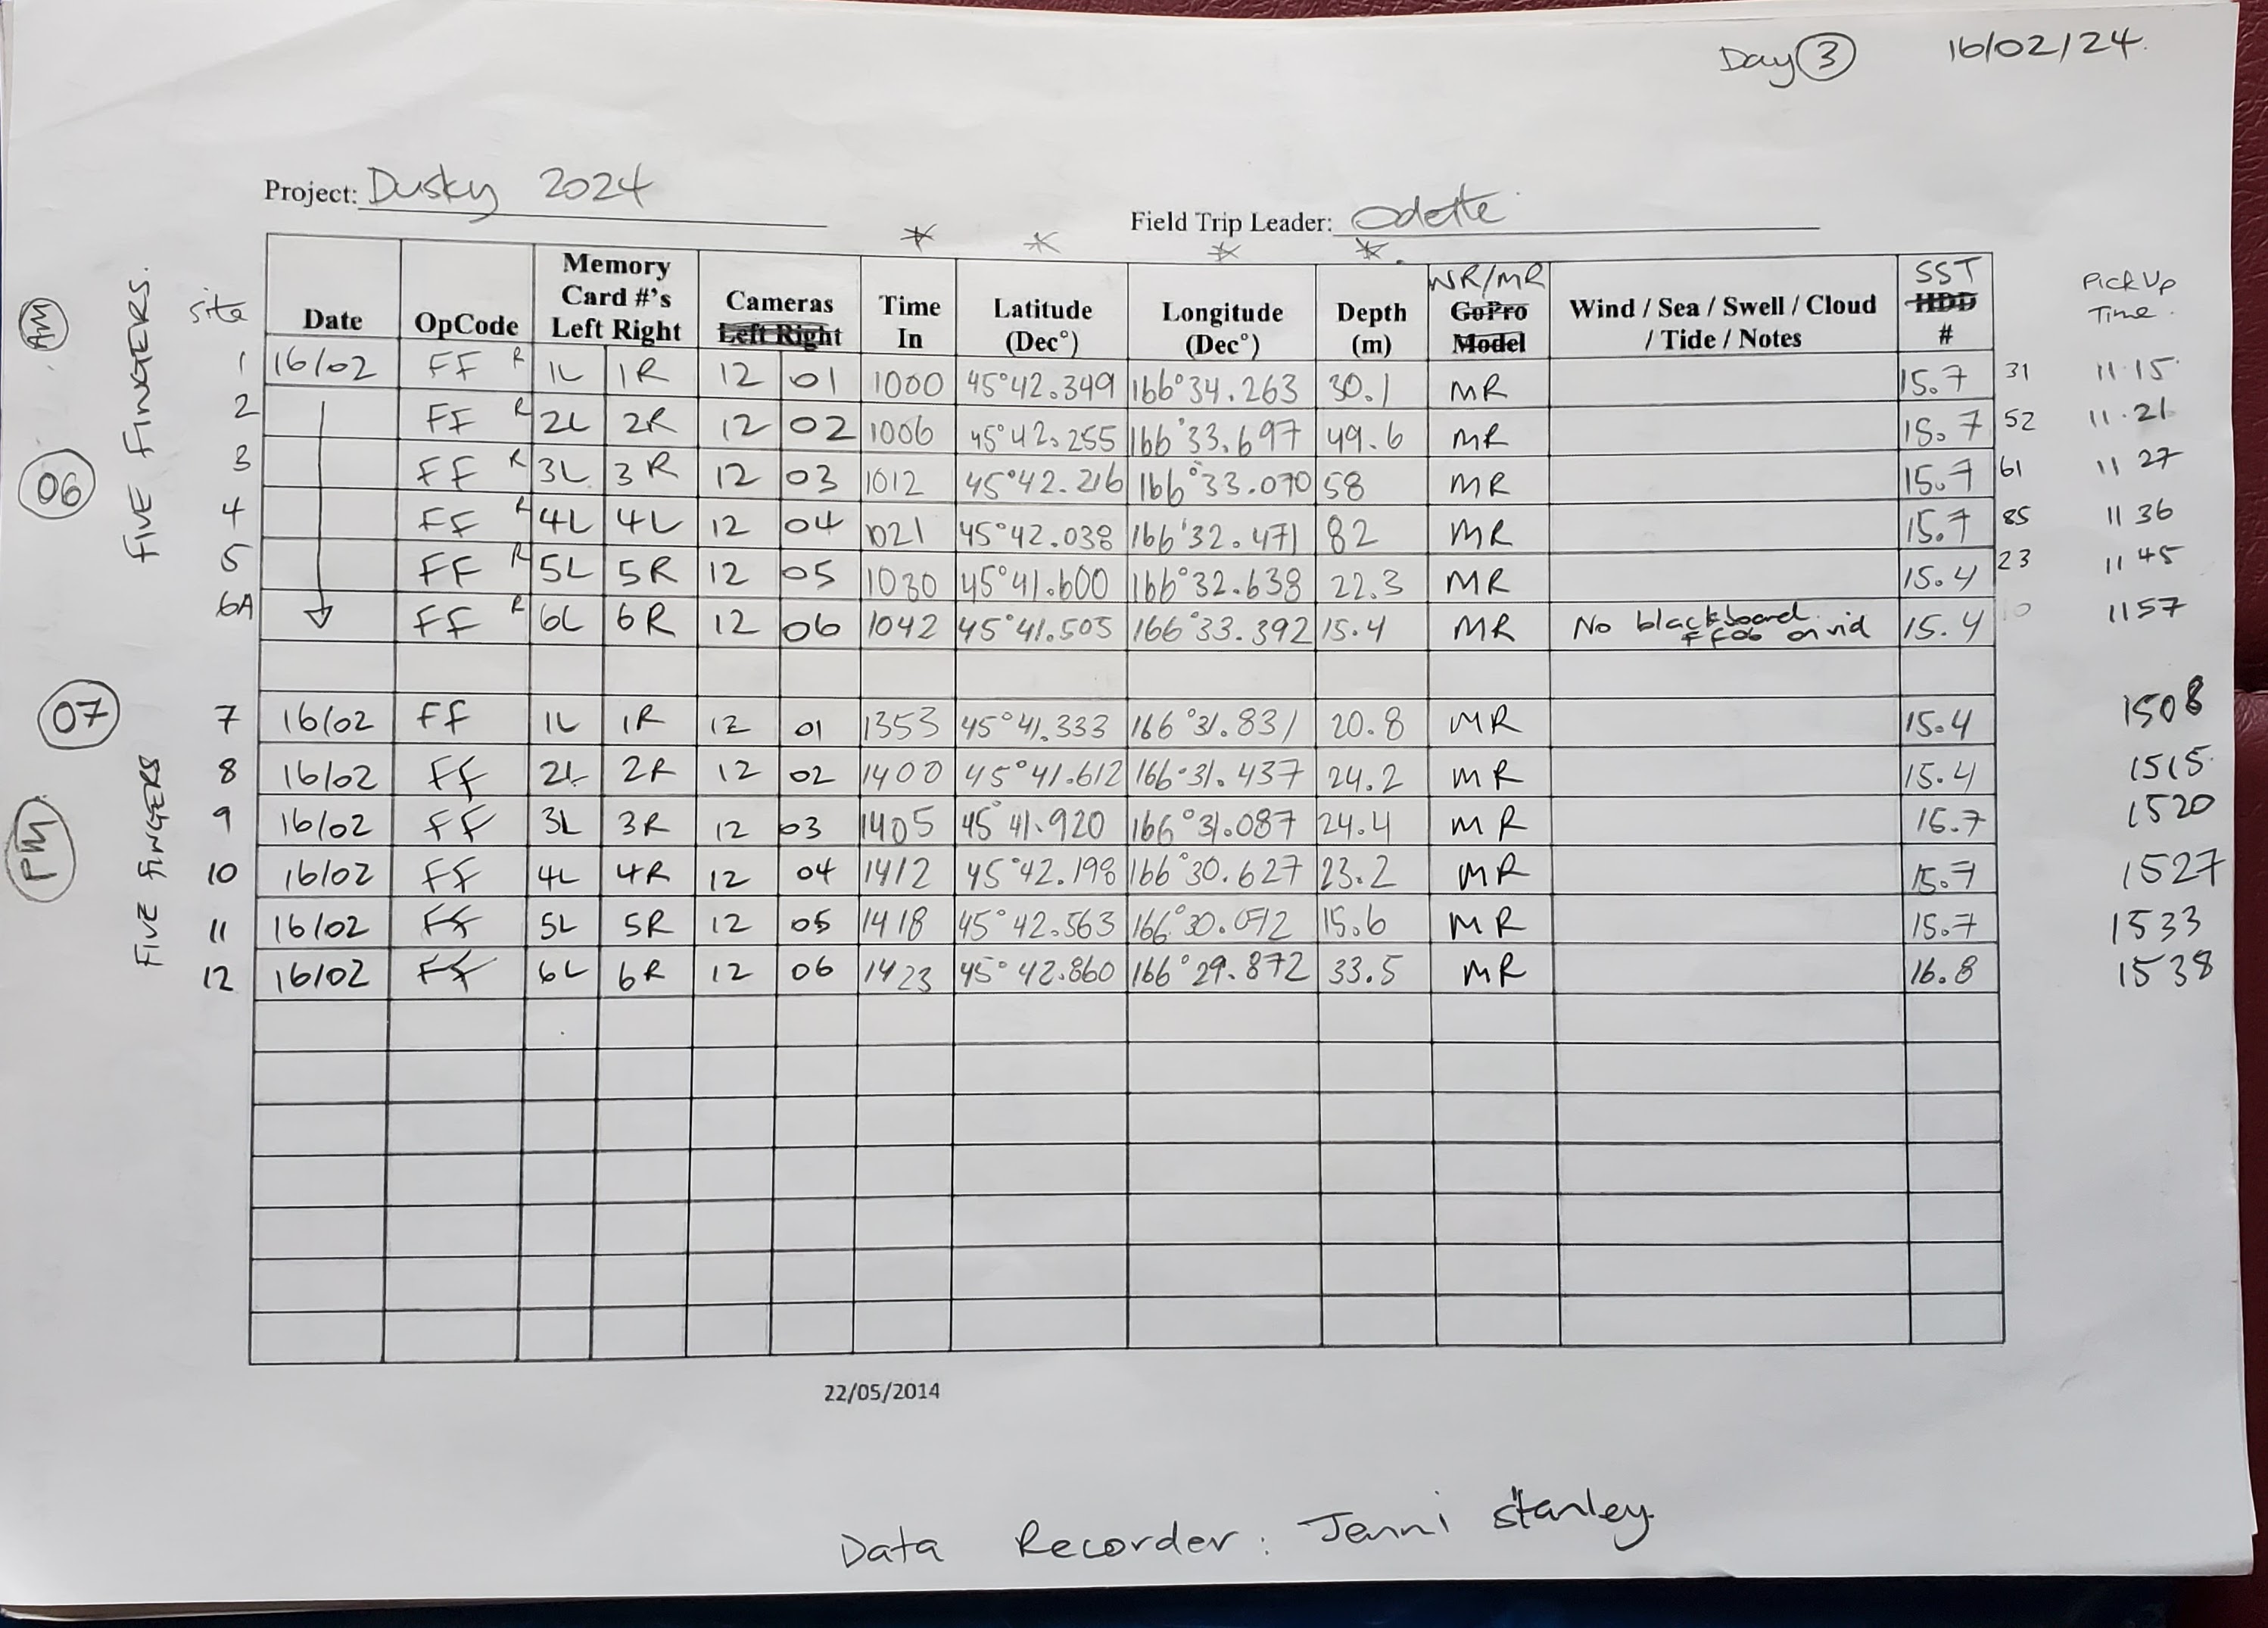 Day 3 16/02/24
Project: Dusky 2024
Field Trip Leader: Odette
AM
06
FIVE FINGERS.
07
PM
FIVE FINGERS
site Date OpCode Memory Card #'s Left Right Cameras Left Right Time In Latitude (Dec°) Longitude (Dec°) Depth (m) WR/MR GoPro Model Wind / Sea / Swell / Cloud / Tide / Notes SST HDD # Pick Up Time.
1 16/02 FF R 1L 1R 12 01 1000 45°42.349 166°34.263 30.1 MR 15.7 31 11:15
2 FF R 2L 2R 12 02 1006 45°42.255 166°33.697 49.6 MR 15.7 52 11.21
3 FF R 3L 3R 12 03 1012 45°42.216 166°33.070 58 MR 15.7 61 11 27
4 FF R 4L 4L 12 04 1021 45°42.038 166°32.471 82 MR 15.7 85 11 36
5 FF R 5L 5R 12 05 1030 45°41.600 166°32.638 22.3 MR 15.4 23 11 45
6A FF R 6L 6R 12 06 1042 45°41.505 166°33.392 15.4 MR No blackboard. FF06 on vid 15.4 1157
7 16/02 FF 1L 1R 12 01 1353 45°41.333 166°31.831 20.8 MR 15.4 1508
8 16/02 FF 2L 2R 12 02 1400 45°41.612 166°31.437 24.2 MR 15.4 1515
9 16/02 FF 3L 3R 12 03 1405 45°41.920 166°31.087 24.4 MR 15.7 1520
10 16/02 FF 4L 4R 12 04 1412 45°42.198 166°30.627 23.2 MR 15.7 1527
11 16/02 FF 5L 5R 12 05 1418 45°42.563 15.6 MR 15.7 1533
12 16/02 FF 6L 6R 12 06 1423 45°42.860 166°29.872 33.5 MR 16.8 1538
22/05/2014
Data Recorder: Jenni Stanley